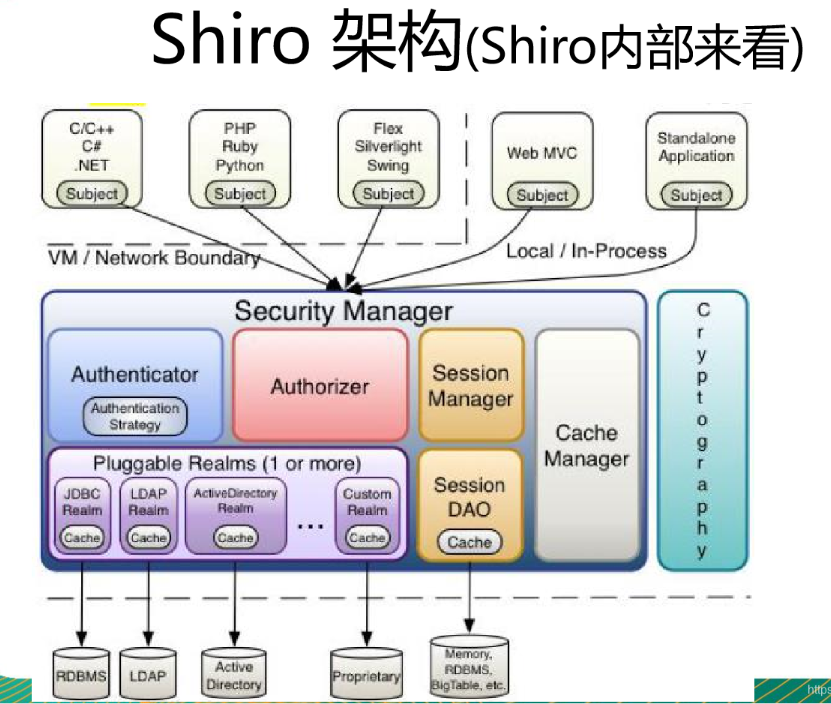 Shiro 架构(Shiro内部来看)
C/C++
C#
.NET
Subject
PHP
Ruby
Python
Subject
Flex
Silverlight
Swing
Subject
Web MVC
Subject
Standalone
Application
Subject
VM / Network Boundary
Local / In-Process
Security Manager
Authenticator
Authentication
Strategy
Authorizer
Session
Manager
Cache
Manager
Pluggable Realms (1 or more)
JDBC
Realm
Cache
LDAP
Realm
Cache
ActiveDirectory
Realm
Cache
...
Custom
Realm
Cache
Session
DAO
Cache
Cryptography
RDBMS
LDAP
Active
Directory
Proprietary
Memory,
RDBMS,
BigTable, etc.
https